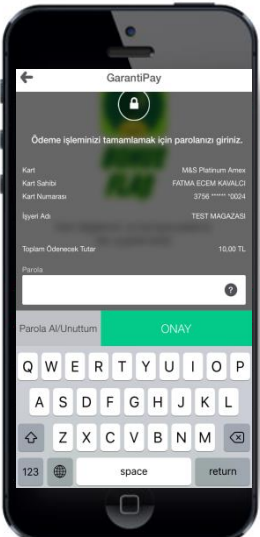 GarantiPay
Ödeme işleminizi tamamlamak için parolanızı giriniz.
Kart M&S Platinum Amex
Kart Sahibi FATMA ECEM KAVALCI
Kart Numarası 3756 ****** *0024
İşyeri Adı TEST MAGAZASI
Toplam Ödenecek Tutar 10.00 TL
Parola
?
Parola Al/Unuttum ONAY
Q W E R T Y U I O P
A S D F G H J K L
Z X C V B N M
123 space return